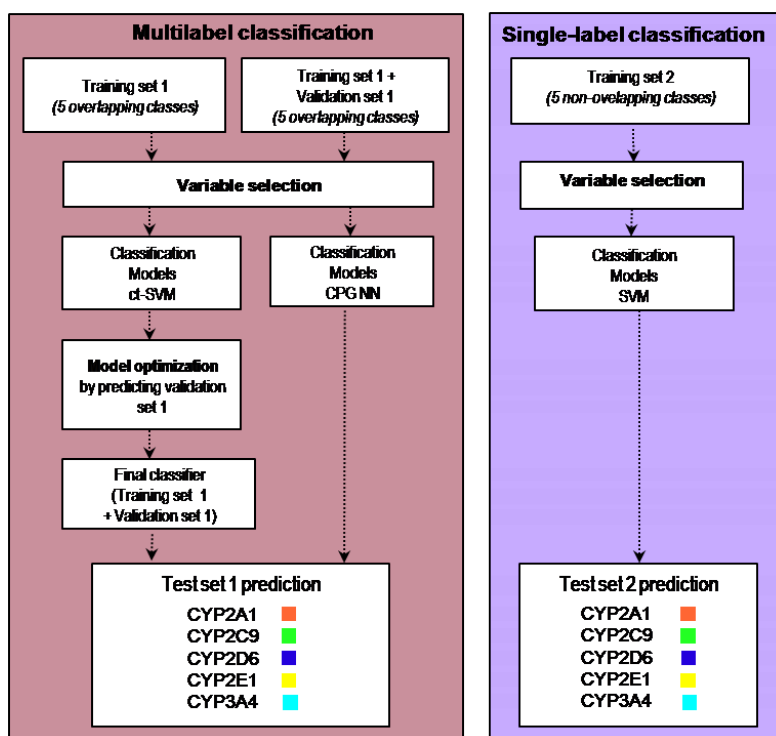 Multilabel classification
Training set 1
(5 overlapping classes)
Training set 1 +
Validation set 1
(5 overlapping classes)
Variable selection
Classification
Models
ct-SVM
Classification
Models
CPG NN
Model optimization
by predicting validation
set 1
Final classifier
(Training set 1
+ Validation set 1)
Test set 1 prediction
CYP2A1
CYP2C9
CYP2D6
CYP2E1
CYP3A4
Single-label classification
Training set 2
(5 non-ovelapping classes)
Variable selection
Classification
Models
SVM
Test set 2 prediction
CYP2A1
CYP2C9
CYP2D6
CYP2E1
CYP3A4